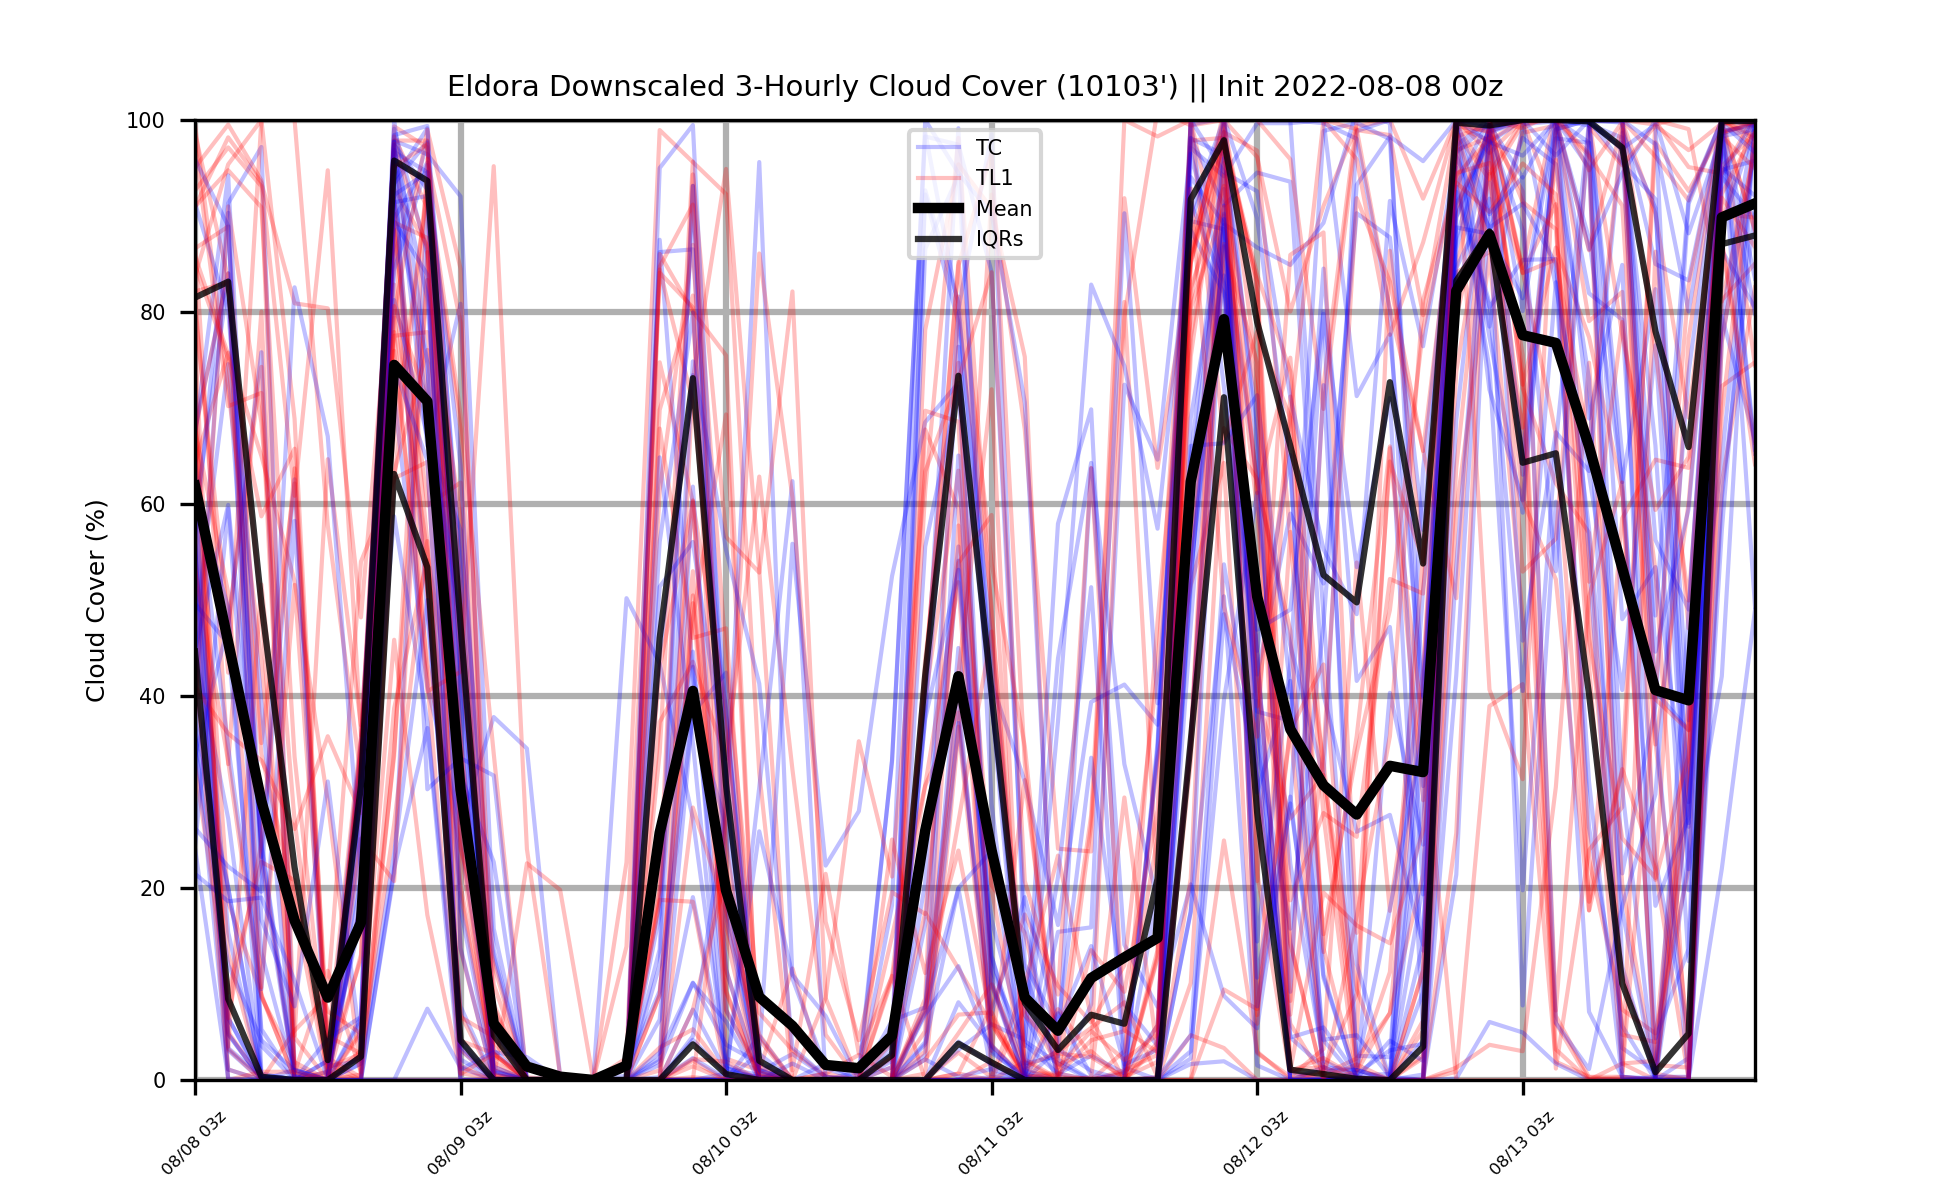 Eldora Downscaled 3-Hourly Cloud Cover (10103') || Init 2022-08-08 00z
TC
TL1
Mean
IQRs
Cloud Cover (%)
100
80
60
40
20
0
08/08 03z
08/09 03z
08/10 03z
08/11 03z
08/12 03z
08/13 03z